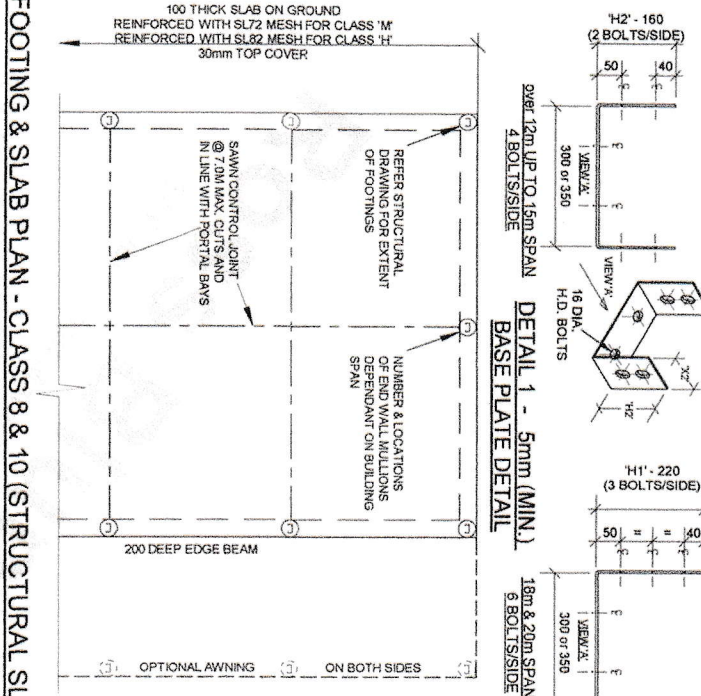 100 THICK SLAB ON GROUND
REINFORCED WITH SL72 MESH FOR CLASS 'M'
REINFORCED WITH SL82 MESH FOR CLASS 'H'
30mm TOP COVER
'H2' - 160
(2 BOLTS/SIDE)
50
40
VIEW 'A'
300 or 350
over 12m UP TO 15m SPAN
4 BOLTS/SIDE
VIEW 'A'
16 DIA.
H.D. BOLTS
'X2'
'H2'
DETAIL 1 - 5mm (MIN.)
BASE PLATE DETAIL
'H1' - 220
(3 BOLTS/SIDE)
50
=
=
40
VIEW 'A'
300 or 350
18m & 20m SPAN
6 BOLTS/SIDE
REFER STRUCTURAL
DRAWING FOR EXTENT
OF FOOTINGS
NUMBER & LOCATIONS
OF END WALL MULLIONS
DEPENDANT ON BUILDING
SPAN
SAWN CONTROL JOINT
@ 7.0M MAX. CUTS AND
IN LINE WITH PORTAL BAYS
200 DEEP EDGE BEAM
OPTIONAL AWNING
ON BOTH SIDES
FOOTING & SLAB PLAN - CLASS 8 & 10 (STRUCTURAL SL